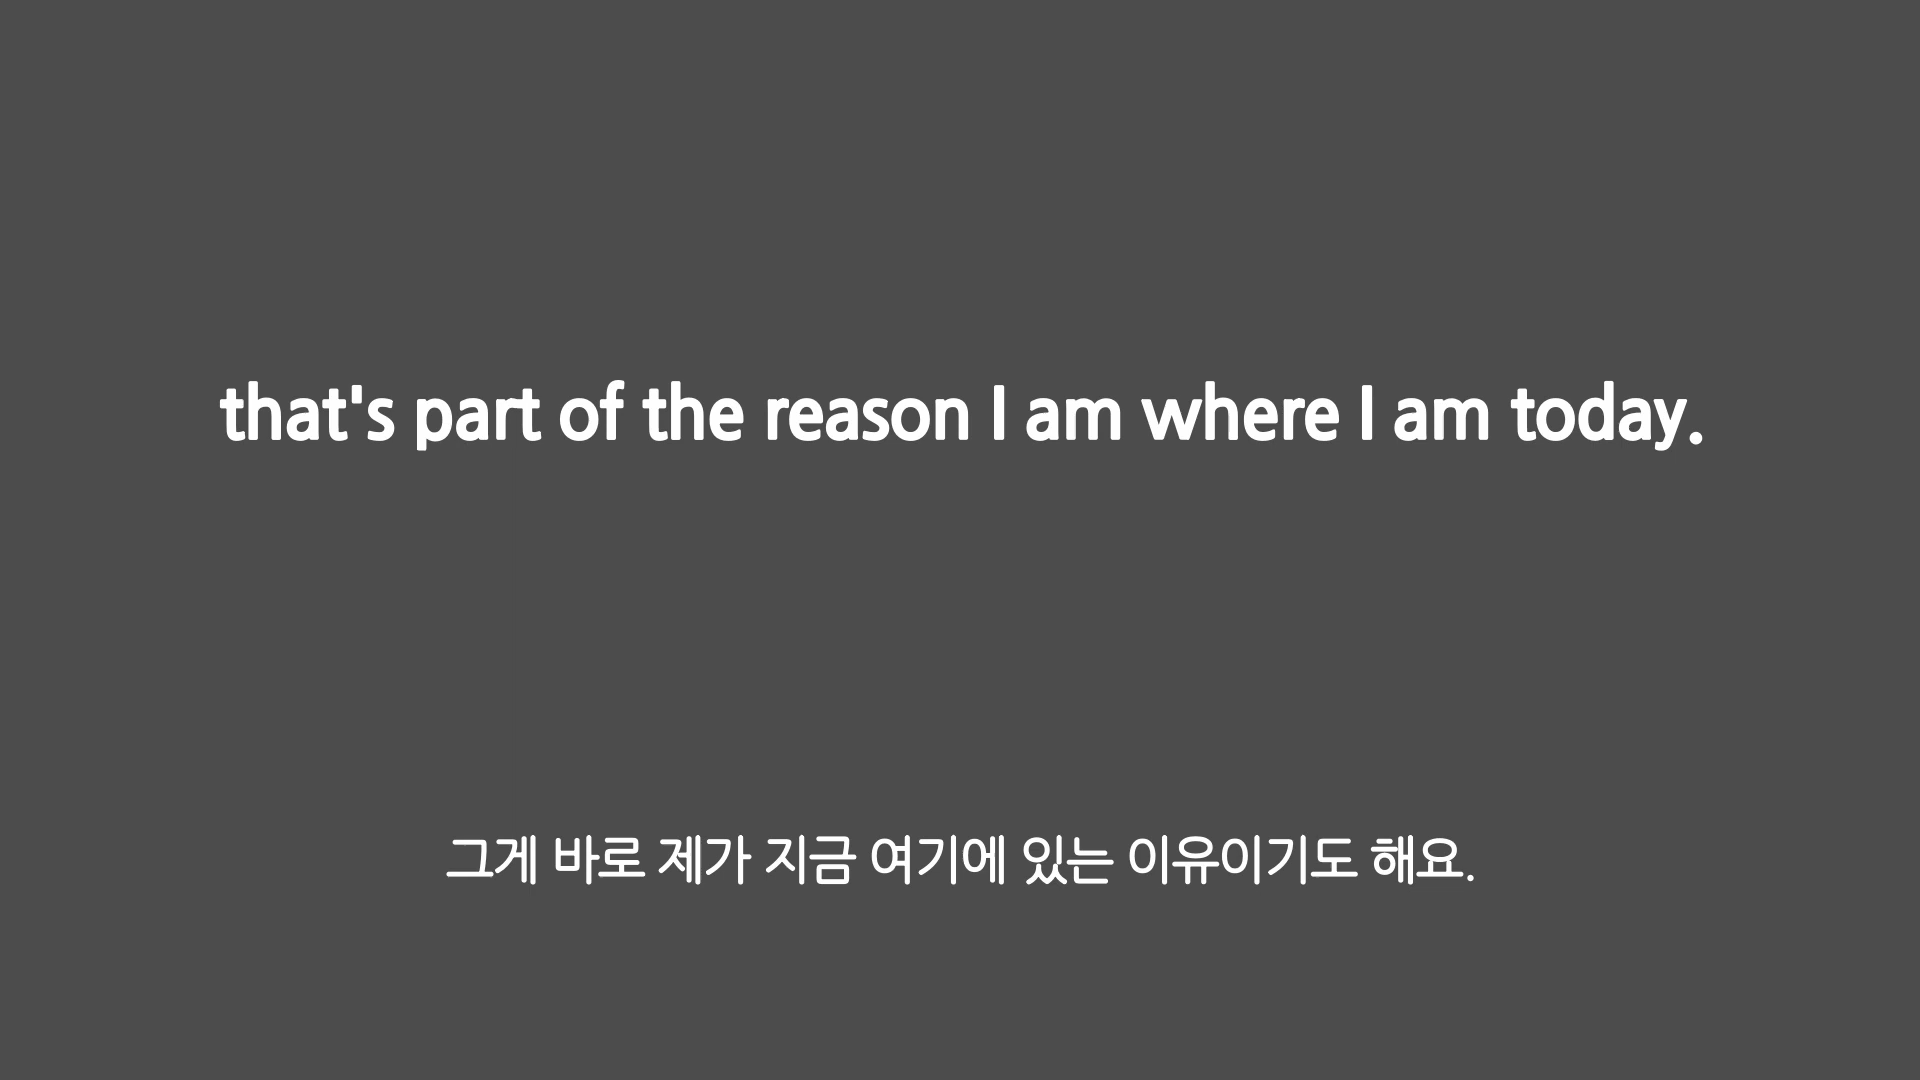 that's part of the reason I am where I am today.
그게 바로 제가 지금 여기에 있는 이유이기도 해요.